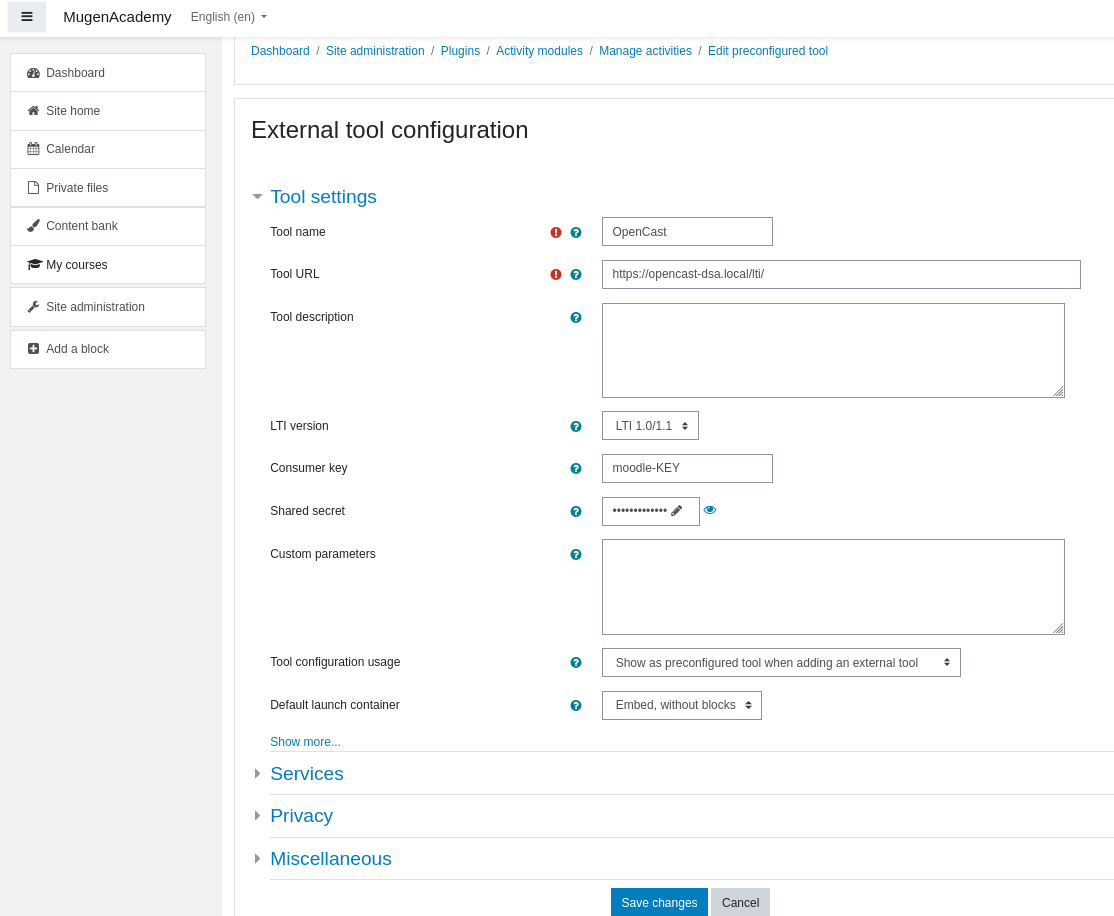 MugenAcademy English (en)
Dashboard / Site administration / Plugins / Activity modules / Manage activities / Edit preconfigured tool
Dashboard
Site home
Calendar
Private files
Content bank
My courses
Site administration
Add a block
External tool configuration
Tool settings
Tool name OpenCast
Tool URL https://opencast-dsa.local/lti/
Tool description
LTI version LTI 1.0/1.1
Consumer key moodle-KEY
Shared secret •••••••••••••
Custom parameters
Tool configuration usage Show as preconfigured tool when adding an external tool
Default launch container Embed, without blocks
Show more...
Services
Privacy
Miscellaneous
Save changes Cancel